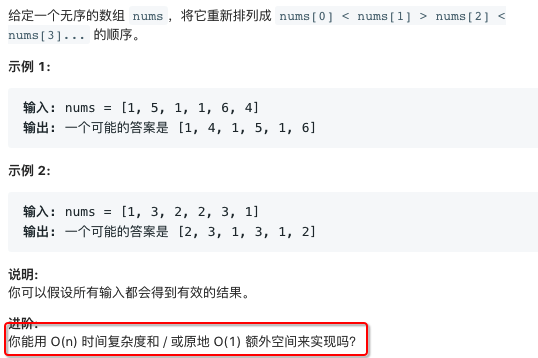 给定一个无序的数组 nums，将它重新排列成 nums[0] < nums[1] > nums[2] <
nums[3]... 的顺序。
示例 1:
输入: nums = [1, 5, 1, 1, 6, 4]
输出: 一个可能的答案是 [1, 4, 1, 5, 1, 6]
示例 2:
输入: nums = [1, 3, 2, 2, 3, 1]
输出: 一个可能的答案是 [2, 3, 1, 3, 1, 2]
说明:
你可以假设所有输入都会得到有效的结果。
进阶:
你能用 O(n) 时间复杂度和 / 或原地 O(1) 额外空间来实现吗?